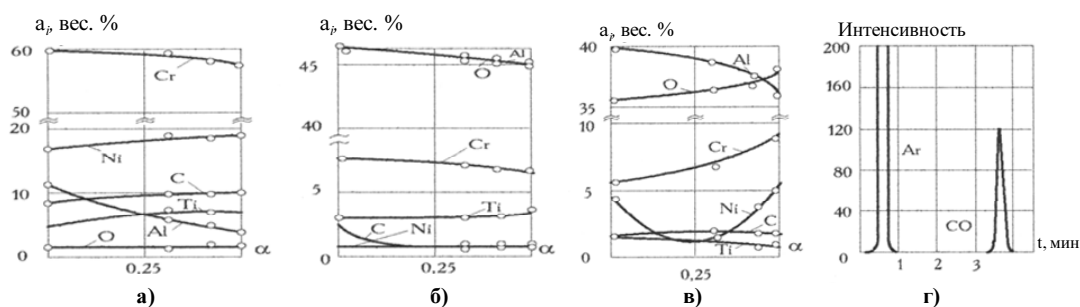 aᵢ, вес. %
60
50
20
10
0
Cr
Ni
C
Ti
Al
O
0,25
α
а)
aᵢ, вес. %
45
40
5
0
Al
O
Cr
Ti
C
Ni
0,25
α
б)
aᵢ, вес. %
40
35
10
5
0
Al
O
Cr
Ni
C
Ti
0,25
α
в)
Интенсивность
200
160
120
80
40
0
Ar
CO
1 2 3
t, мин
г)